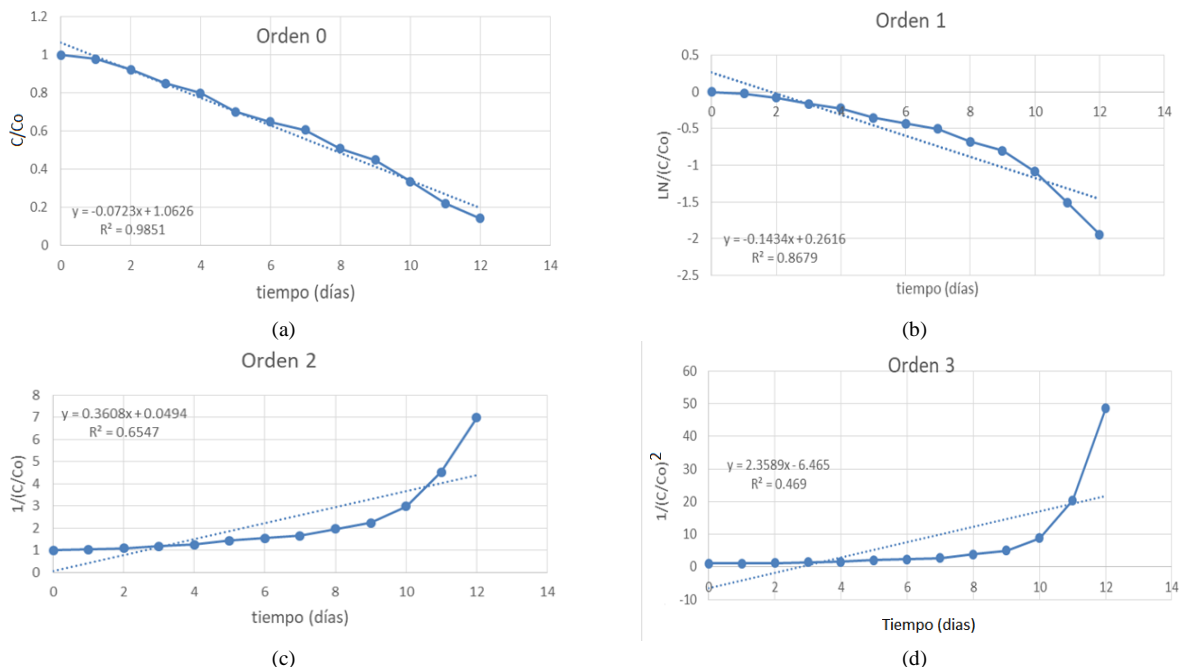 Orden 0
1.2
1
0.8
0.6
0.4
0.2
0
C/Co
y = -0.0723x + 1.0626
R² = 0.9851
0 2 4 6 8 10 12 14
tiempo (días)
(a)
Orden 1
0.5
0
-0.5
-1
-1.5
-2
-2.5
LN/(C/Co)
0 2 4 6 8 10 12 14
y = -0.1434x + 0.2616
R² = 0.8679
tiempo (días)
(b)
Orden 2
8
7
6
5
4
3
2
1
0
1/(C/Co)
y = 0.3608x + 0.0494
R² = 0.6547
0 2 4 6 8 10 12 14
tiempo (días)
(c)
Orden 3
60
50
40
30
20
10
0
-10
1/(C/Co)²
y = 2.3589x - 6.465
R² = 0.469
0 2 4 6 8 10 12 14
Tiempo (dias)
(d)